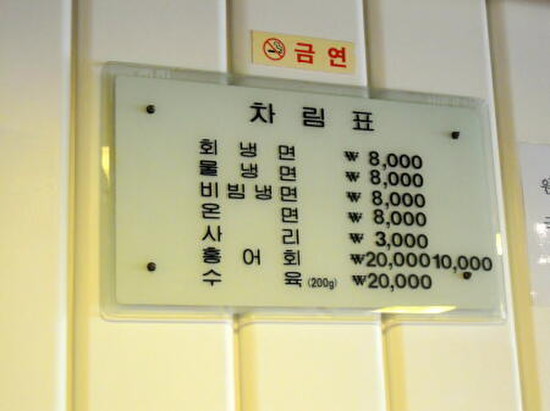 금연
차림표
회냉면 ₩ 8,000
물냉면 ₩ 8,000
비빔냉면 ₩ 8,000
온면 ₩ 8,000
사리 ₩ 3,000
홍어회 ₩20,000 10,000
수육(200g) ₩20,000